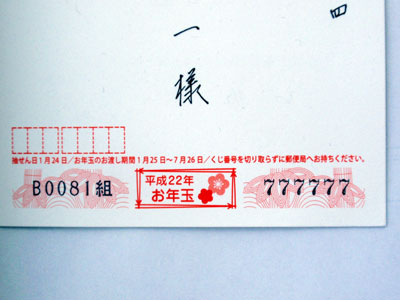 四
一様
抽せん日1月24日／お年玉のお渡し期間1月25日～7月26日／くじ番号を切り取らずに郵便局へお持ちください。
B0081組
平成22年
お年玉
777777